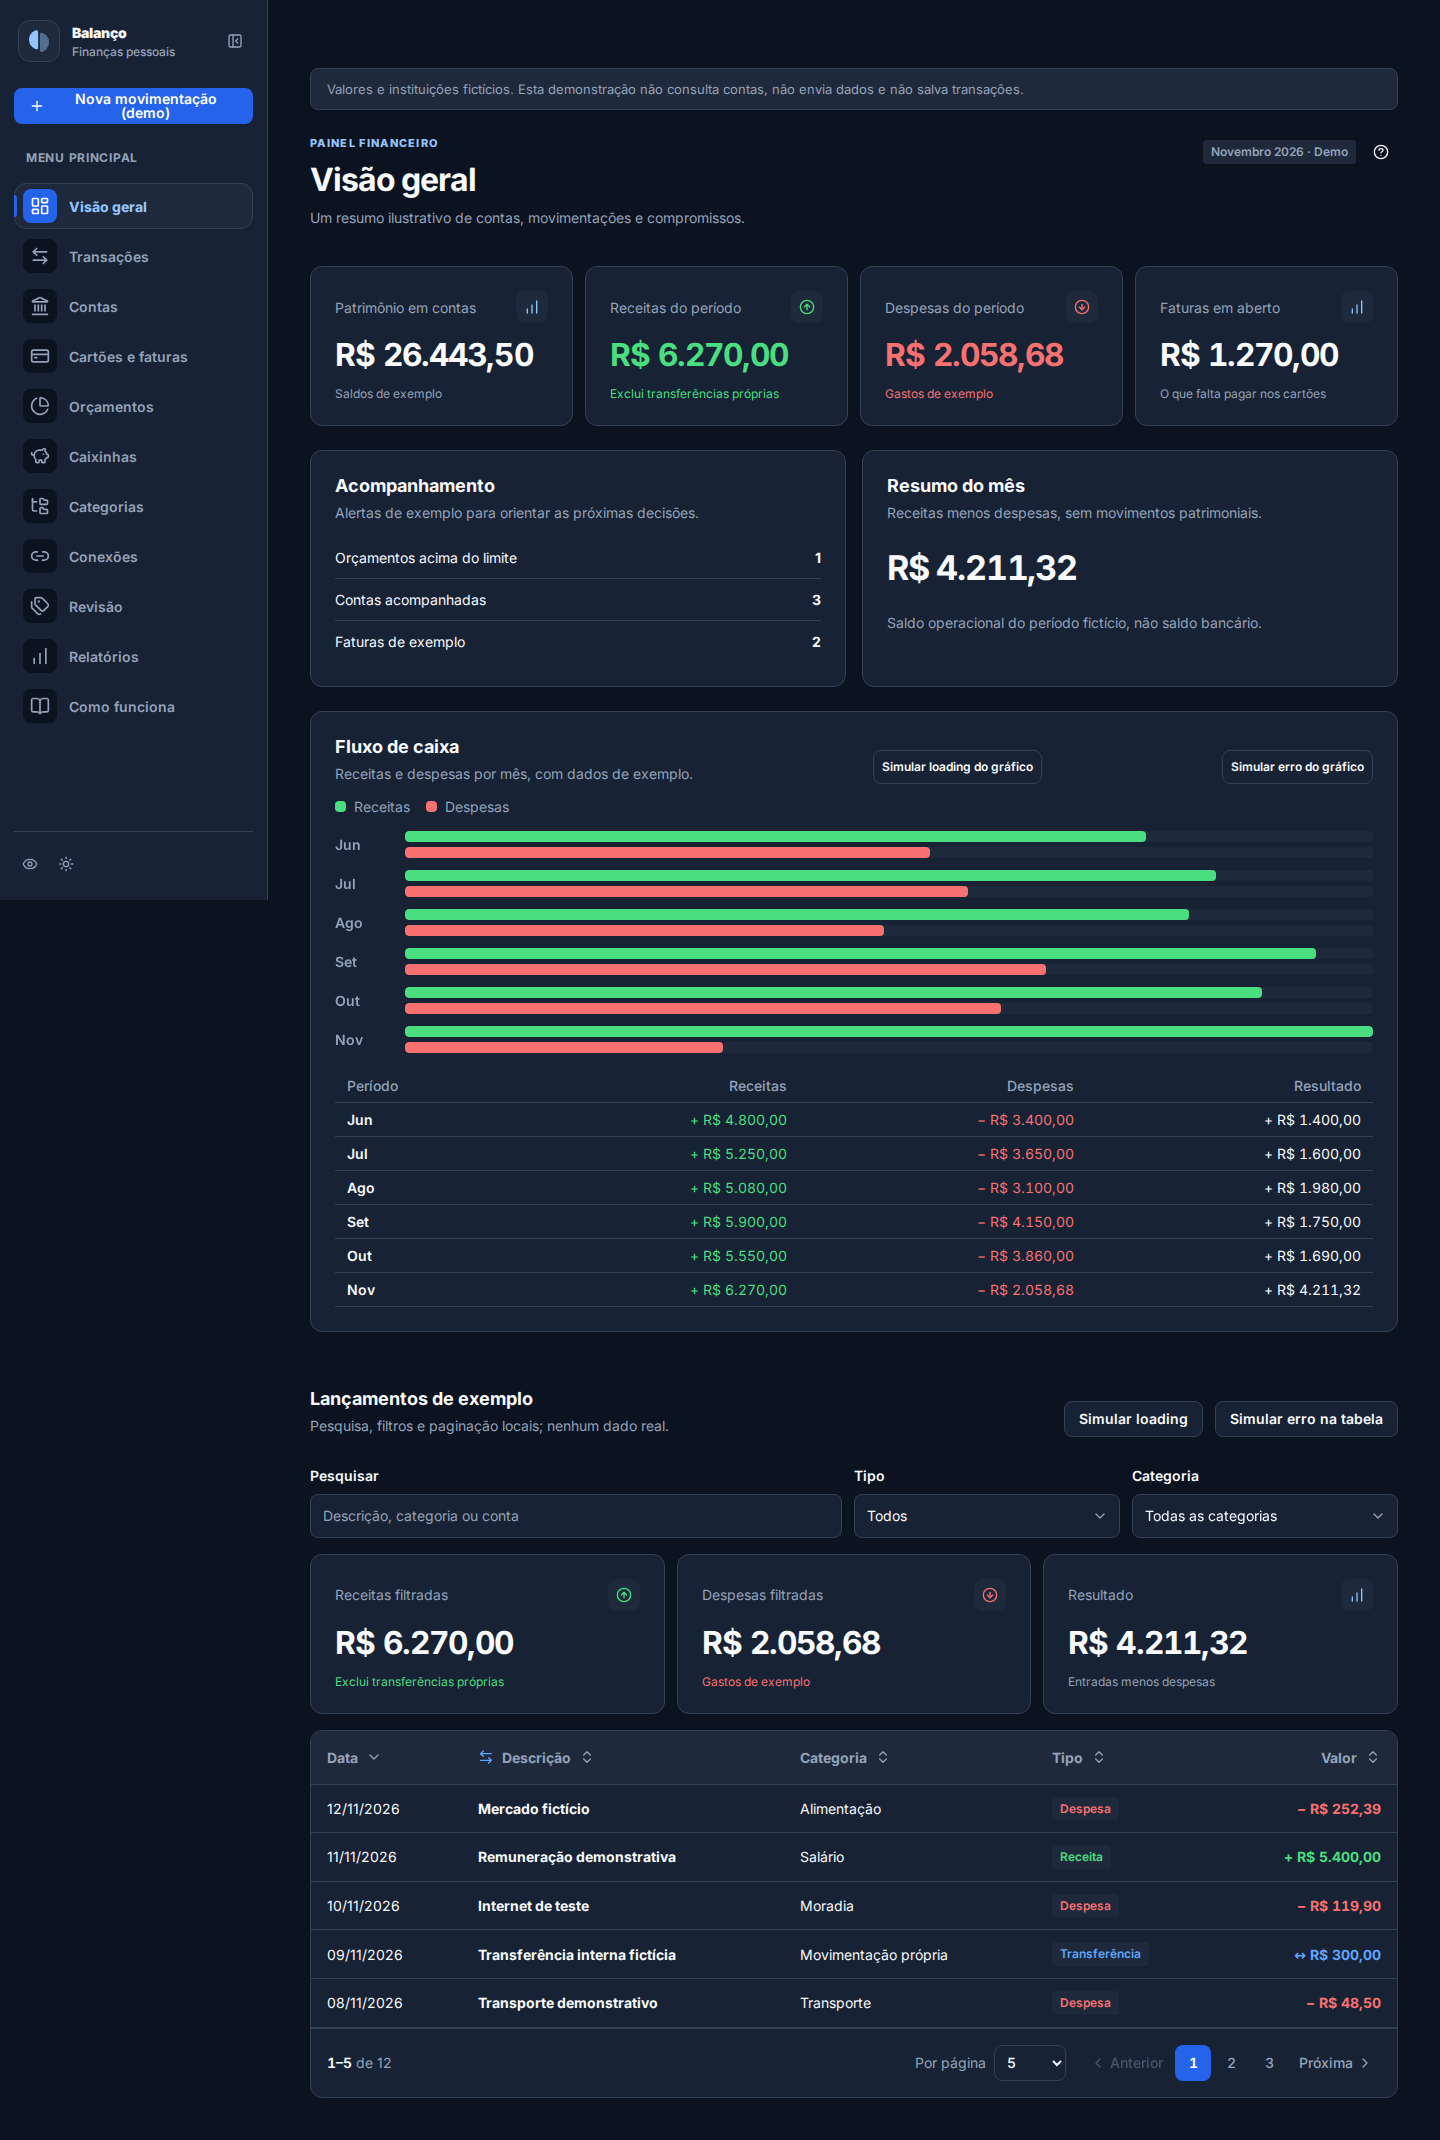 Balanço
Finanças pessoais
Nova movimentação
(demo)
MENU PRINCIPAL
Visão geral
Transações
Contas
Cartões e faturas
Orçamentos
Caixinhas
Categorias
Conexões
Revisão
Relatórios
Como funciona
Valores e instituições fictícios. Esta demonstração não consulta contas, não envia dados e não salva transações.
PAINEL FINANCEIRO
Novembro 2026 · Demo
Visão geral
Um resumo ilustrativo de contas, movimentações e compromissos.
Patrimônio em contas
R$ 26.443,50
Saldos de exemplo
Receitas do período
R$ 6.270,00
Exclui transferências próprias
Despesas do período
R$ 2.058,68
Gastos de exemplo
Faturas em aberto
R$ 1.270,00
O que falta pagar nos cartões
Acompanhamento
Alertas de exemplo para orientar as próximas decisões.
Orçamentos acima do limite 1
Contas acompanhadas 3
Faturas de exemplo 2
Resumo do mês
Receitas menos despesas, sem movimentos patrimoniais.
R$ 4.211,32
Saldo operacional do período fictício, não saldo bancário.
Fluxo de caixa
Receitas e despesas por mês, com dados de exemplo.
Simular loading do gráfico
Simular erro do gráfico
Receitas Despesas
Jun
Jul
Ago
Set
Out
Nov
Período Receitas Despesas Resultado
Jun + R$ 4.800,00 − R$ 3.400,00 + R$ 1.400,00
Jul + R$ 5.250,00 − R$ 3.650,00 + R$ 1.600,00
Ago + R$ 5.080,00 − R$ 3.100,00 + R$ 1.980,00
Set + R$ 5.900,00 − R$ 4.150,00 + R$ 1.750,00
Out + R$ 5.550,00 − R$ 3.860,00 + R$ 1.690,00
Nov + R$ 6.270,00 − R$ 2.058,68 + R$ 4.211,32
Lançamentos de exemplo
Pesquisa, filtros e paginação locais; nenhum dado real.
Simular loading
Simular erro na tabela
Pesquisar
Descrição, categoria ou conta
Tipo
Todos
Categoria
Todas as categorias
Receitas filtradas
R$ 6.270,00
Exclui transferências próprias
Despesas filtradas
R$ 2.058,68
Gastos de exemplo
Resultado
R$ 4.211,32
Entradas menos despesas
Data Descrição Categoria Tipo Valor
12/11/2026 Mercado fictício Alimentação Despesa − R$ 252,39
11/11/2026 Remuneração demonstrativa Salário Receita + R$ 5.400,00
10/11/2026 Internet de teste Moradia Despesa − R$ 119,90
09/11/2026 Transferência interna fictícia Movimentação própria Transferência ↔ R$ 300,00
08/11/2026 Transporte demonstrativo Transporte Despesa − R$ 48,50
1–5 de 12 Por página 5 Anterior 1 2 3 Próxima